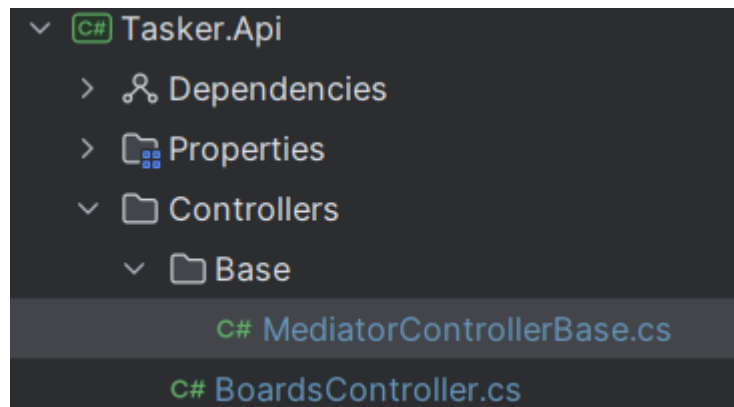 C# Tasker.Api
Dependencies
Properties
Controllers
Base
C# MediatorControllerBase.cs
C# BoardsController.cs